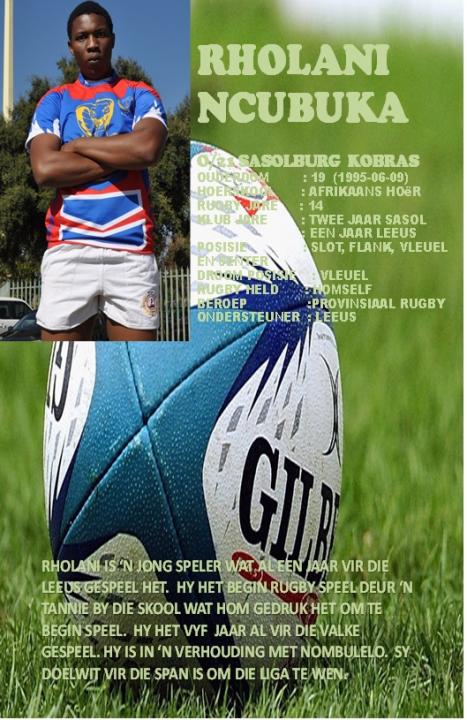 RHOLANI
NCUBUKA
O/21 SASOLBURG KOBRAS
OUDERDOM : 19 (1995-06-09)
HOERSKOOL : AFRIKAANS HOëR
RUGBY JARE : 14
KLUB JARE : TWEE JAAR SASOL
: EEN JAAR LEEUS
POSISIE : SLOT, FLANK, VLEUEL
EN SENTER
DROOM POSISIE : VLEUEL
RUGBY HELD : HOMSELF
BEROEP :PROVINSIAAL RUGBY
ONDERSTEUNER : LEEUS
GILB
RHOLANI IS ‘N JONG SPELER WAT AL EEN JAAR VIR DIE
LEEUS GESPEEL HET. HY HET BEGIN RUGBY SPEEL DEUR ‘N
TANNIE BY DIE SKOOL WAT HOM GEDRUK HET OM TE
BEGIN SPEEL. HY HET VYF JAAR AL VIR DIE VALKE
GESPEEL. HY IS IN ‘N VERHOUDING MET NOMBULELO. SY
DOELWIT VIR DIE SPAN IS OM DIE LIGA TE WEN.